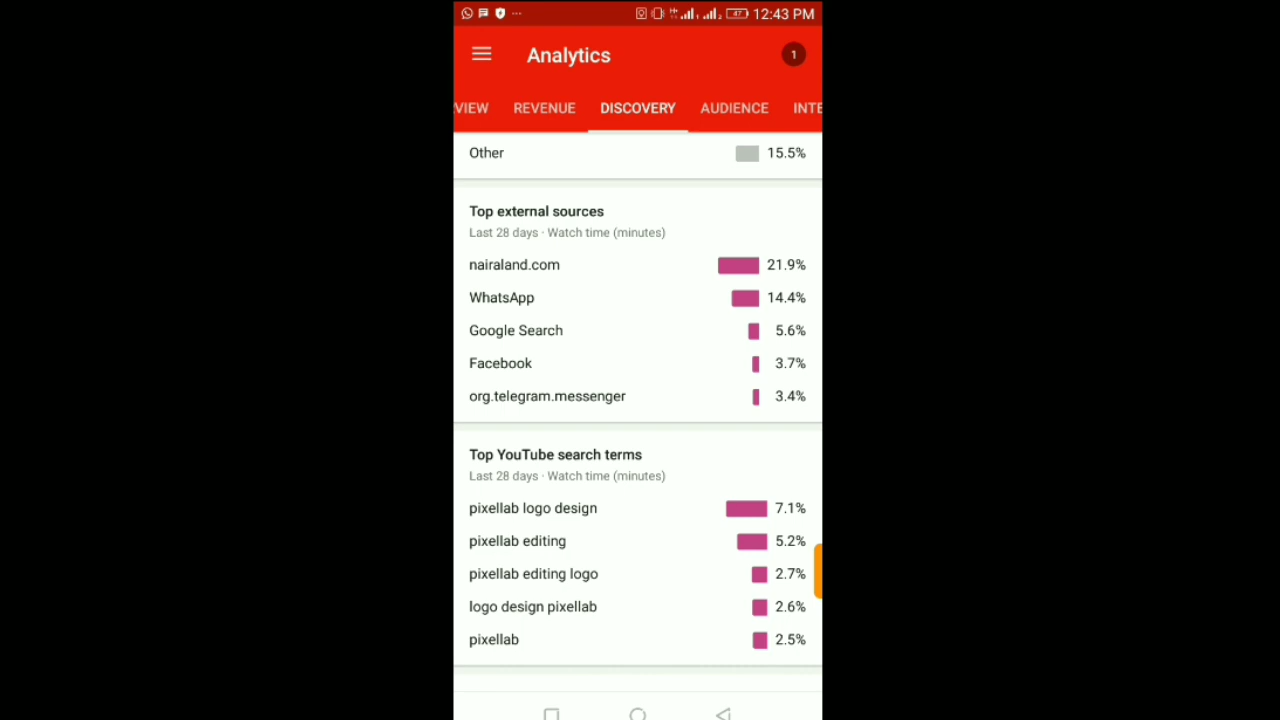 12:43 PM
Analytics
1
VIEW REVENUE DISCOVERY AUDIENCE INTE
Other 15.5%
Top external sources
Last 28 days · Watch time (minutes)
nairaland.com 21.9%
WhatsApp 14.4%
Google Search 5.6%
Facebook 3.7%
org.telegram.messenger 3.4%
Top YouTube search terms
Last 28 days · Watch time (minutes)
pixellab logo design 7.1%
pixellab editing 5.2%
pixellab editing logo 2.7%
logo design pixellab 2.6%
pixellab 2.5%